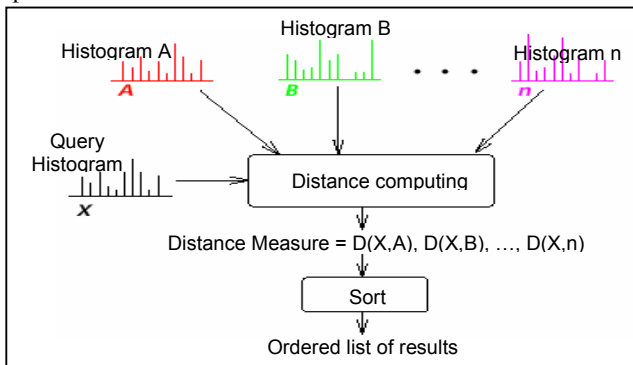 Histogram A
Histogram B
Histogram n
A
B
. . .
n
Query
Histogram
X
Distance computing
Distance Measure = D(X,A), D(X,B), …, D(X,n)
Sort
Ordered list of results